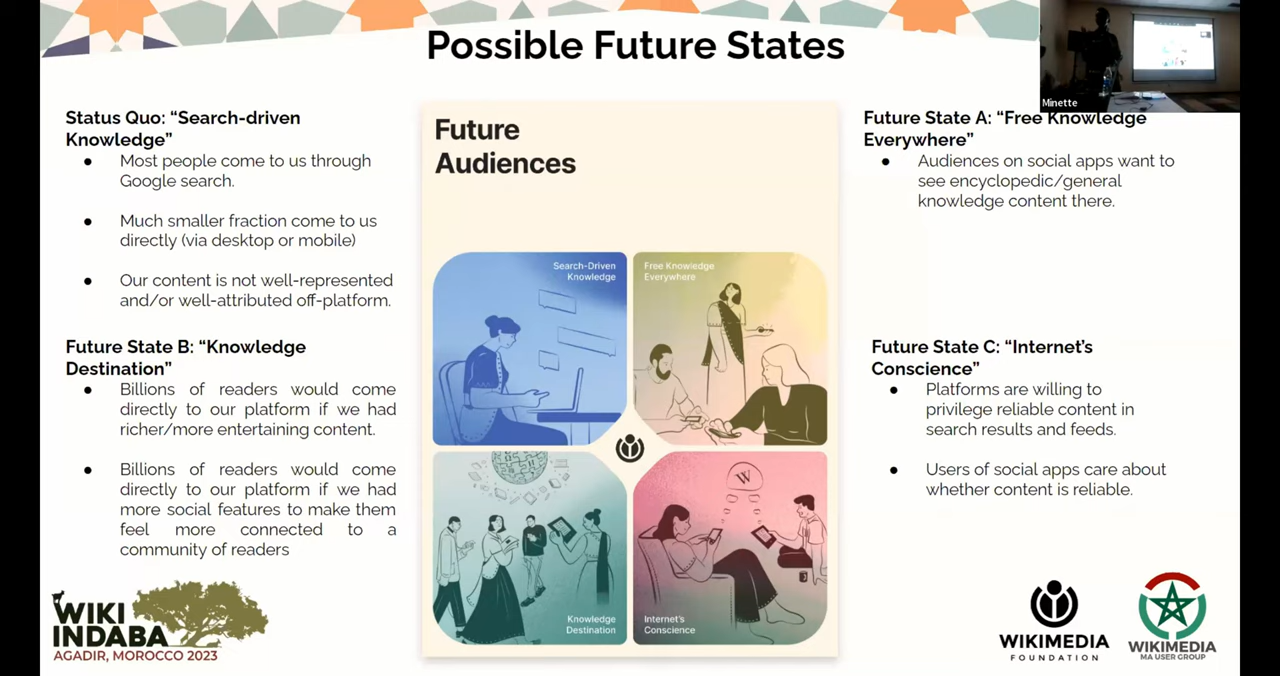 Possible Future States
Minette
Status Quo: “Search-driven
Knowledge”
● Most people come to us through
Google search.
● Much smaller fraction come to us
directly (via desktop or mobile)
● Our content is not well-represented
and/or well-attributed off-platform.
Future State B: “Knowledge
Destination”
● Billions of readers would come
directly to our platform if we had
richer/more entertaining content.
● Billions of readers would come
directly to our platform if we had
more social features to make them
feel more connected to a
community of readers
Future
Audiences
Search-Driven
Knowledge
Free Knowledge
Everywhere
W
Knowledge
Destination
Internet's
Conscience
Future State A: “Free Knowledge
Everywhere”
● Audiences on social apps want to
see encyclopedic/general
knowledge content there.
Future State C: “Internet’s
Conscience”
● Platforms are willing to
privilege reliable content in
search results and feeds.
● Users of social apps care about
whether content is reliable.
WIKI
INDABA
AGADIR, MOROCCO 2023
WIKIMEDIA
FOUNDATION
WIKIMEDIA
MA USER GROUP